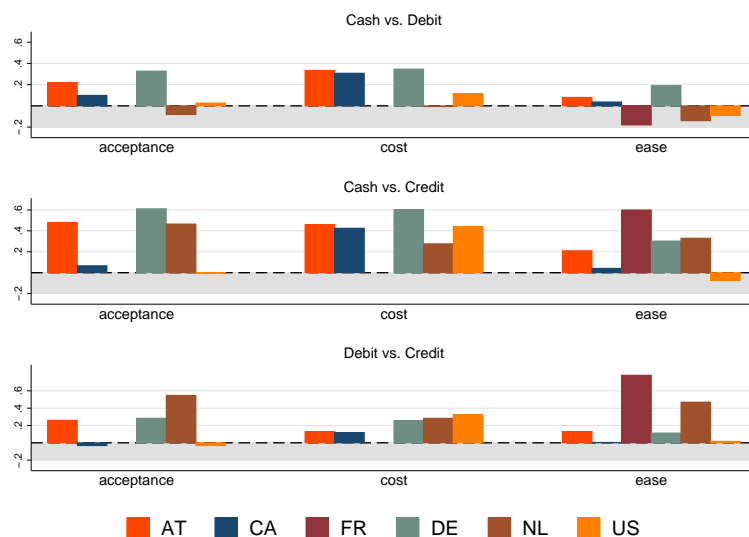 Cash vs. Debit
.6
.4
.2
-.2
acceptance cost ease
Cash vs. Credit
.6
.4
.2
-.2
acceptance cost ease
Debit vs. Credit
.6
.4
.2
-.2
acceptance cost ease
AT CA FR DE NL US